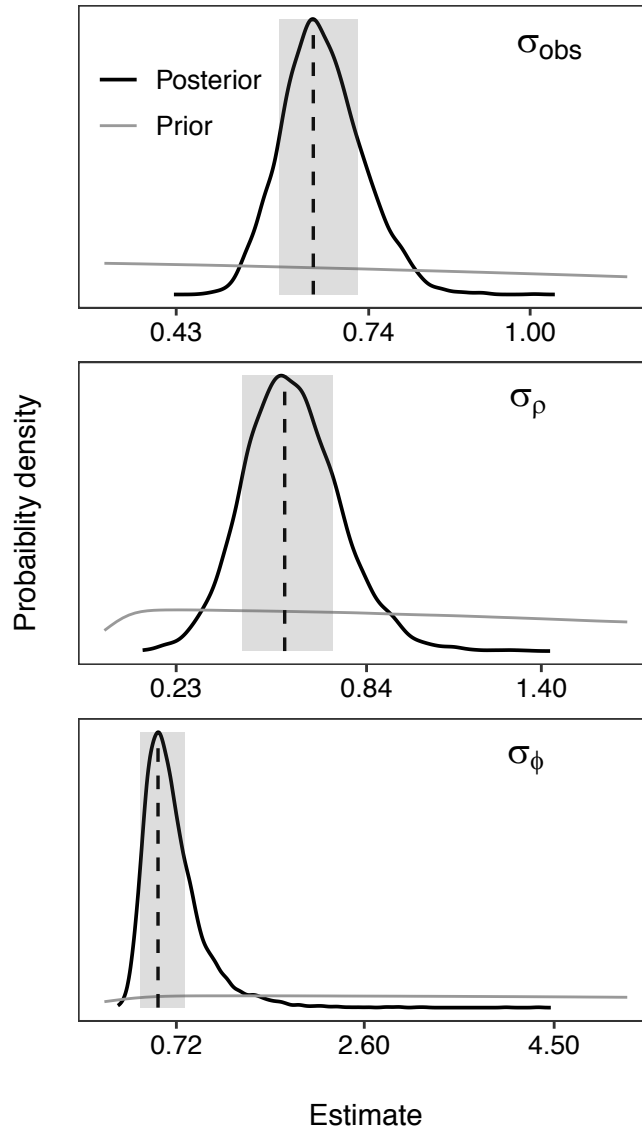 σobs
Posterior
Prior
0.43 0.74 1.00
σρ
0.23 0.84 1.40
σϕ
0.72 2.60 4.50
Probaiblity density
Estimate